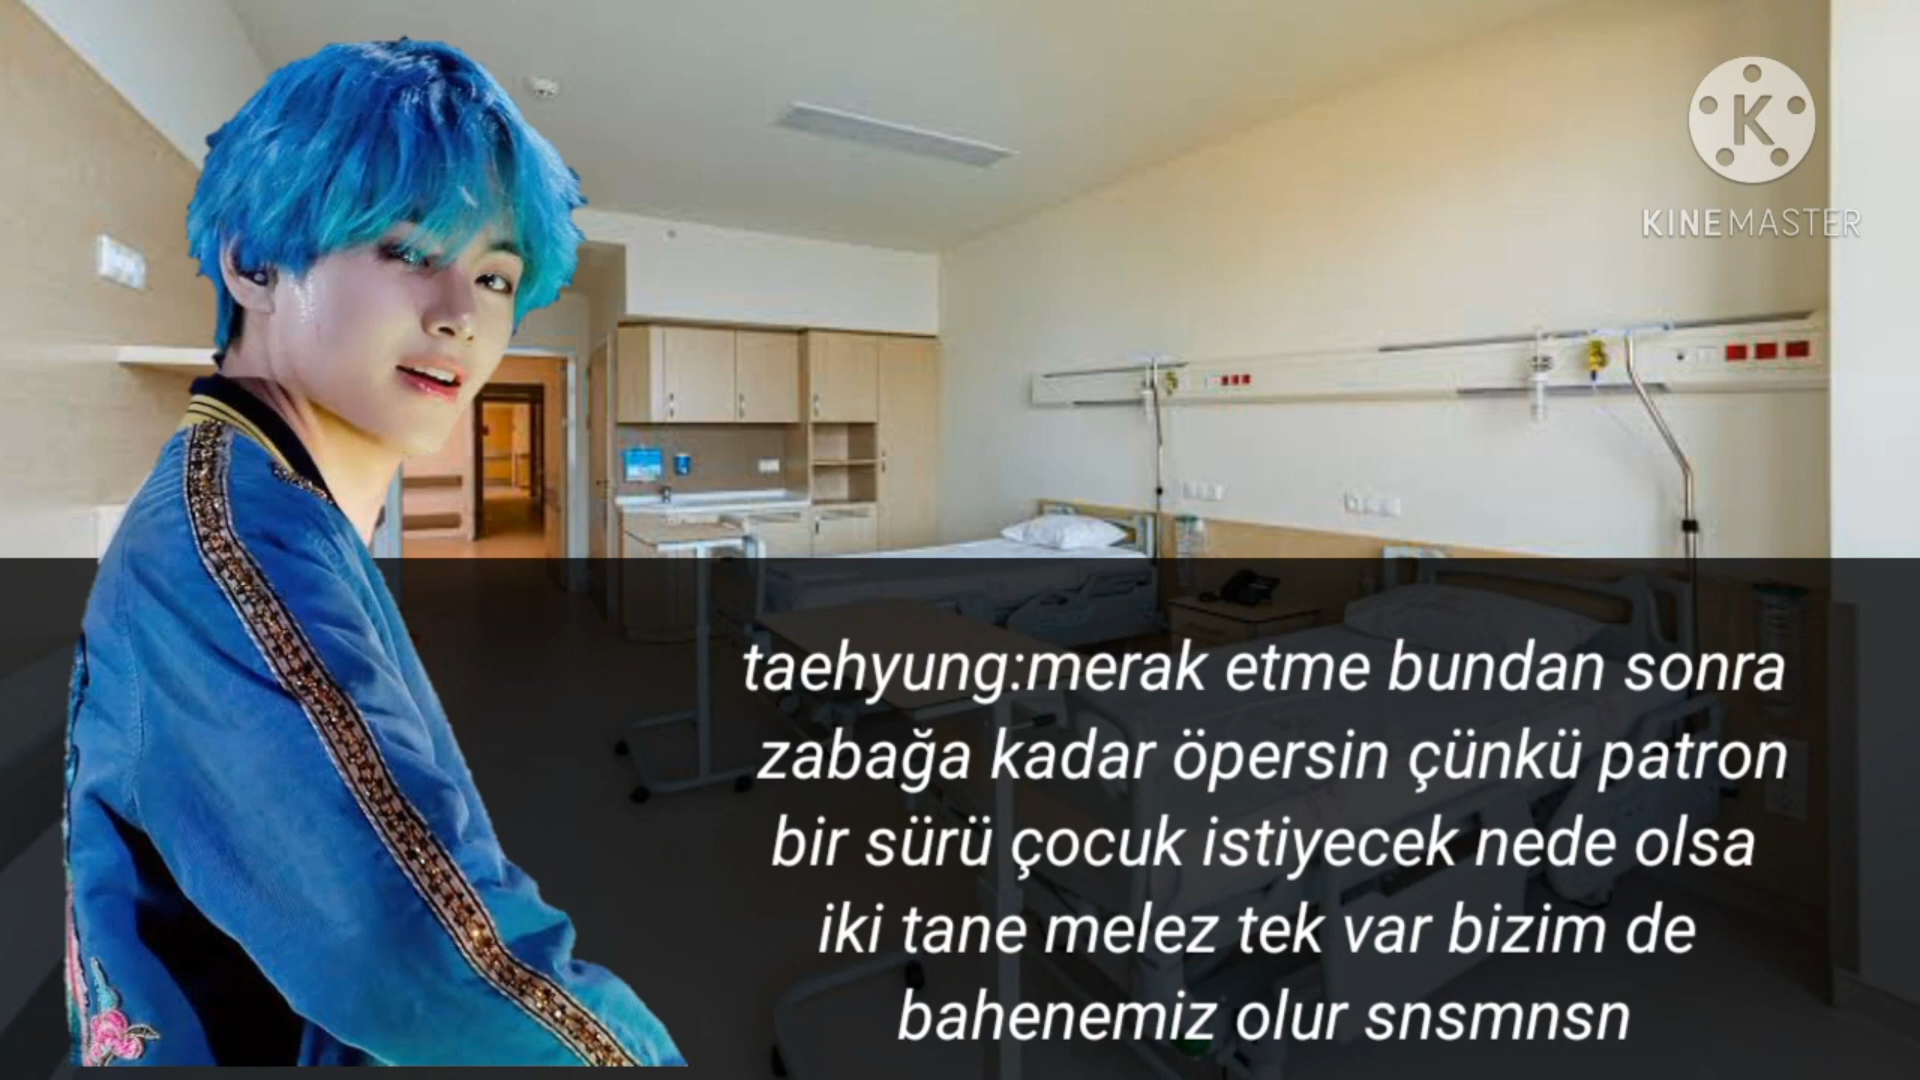 KINEMASTER
taehyung:merak etme bundan sonra
zabağa kadar öpersin çünkü patron
bir sürü çocuk istiyecek nede olsa
iki tane melez tek var bizim de
bahenemiz olur snsmnsn